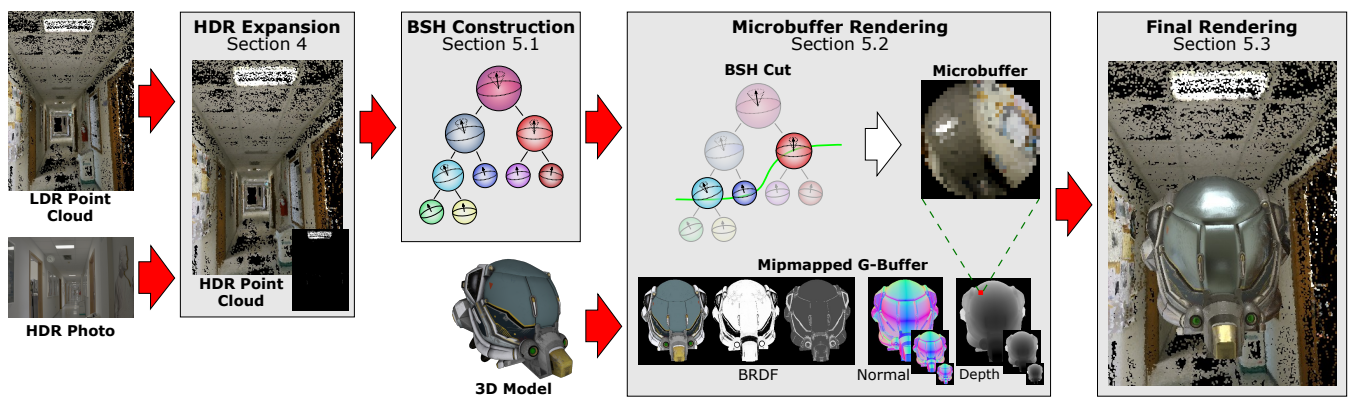 LDR Point
Cloud
HDR Photo
HDR Expansion
Section 4
HDR Point
Cloud
BSH Construction
Section 5.1
3D Model
Microbuffer Rendering
Section 5.2
BSH Cut
Microbuffer
Mipmapped G-Buffer
BRDF
Normal
Depth
Final Rendering
Section 5.3